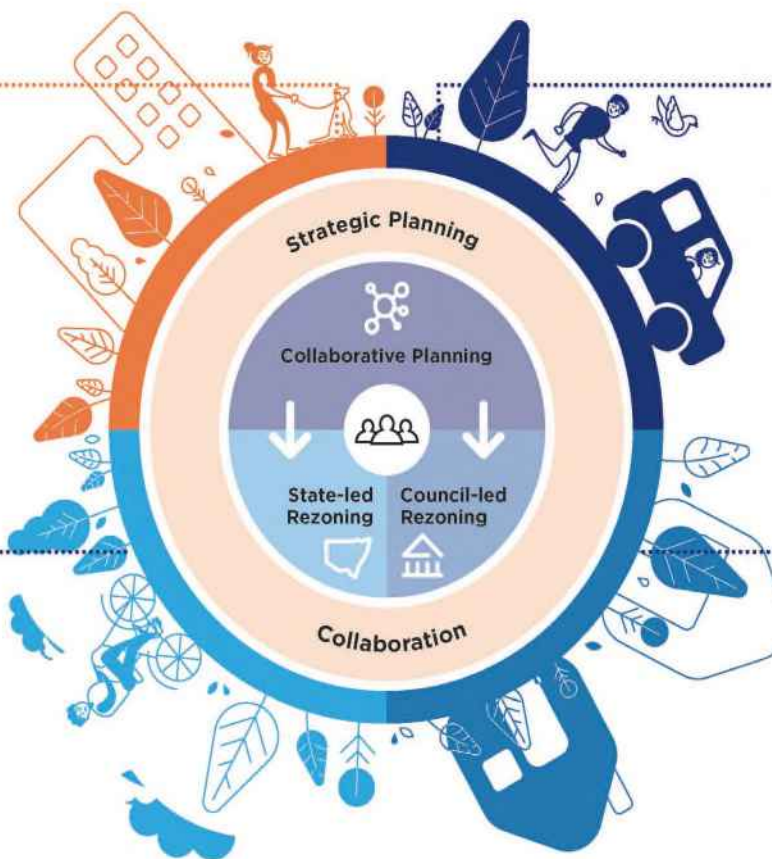 Strategic Planning
Collaborative Planning
State-led
Rezoning
Council-led
Rezoning
Collaboration